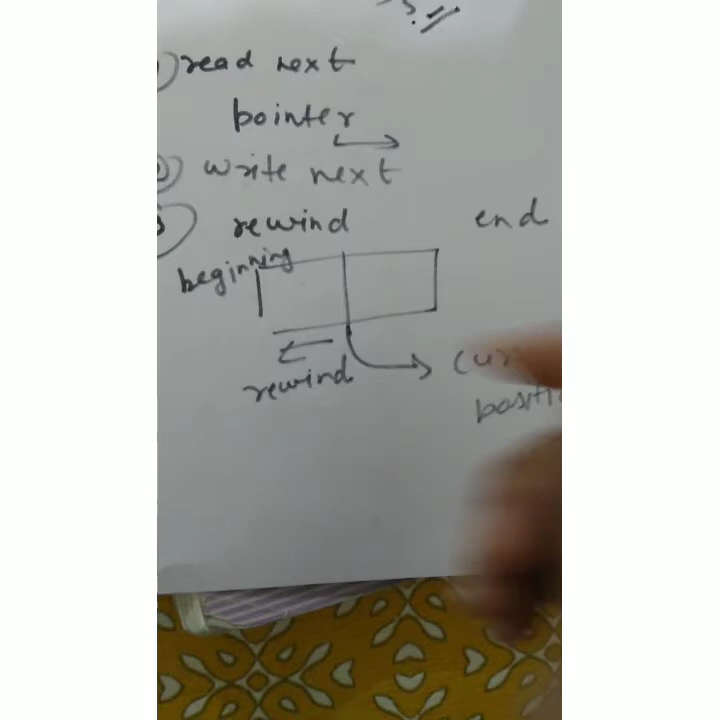 read next
pointer
write next
rewind
end
beginning
rewind